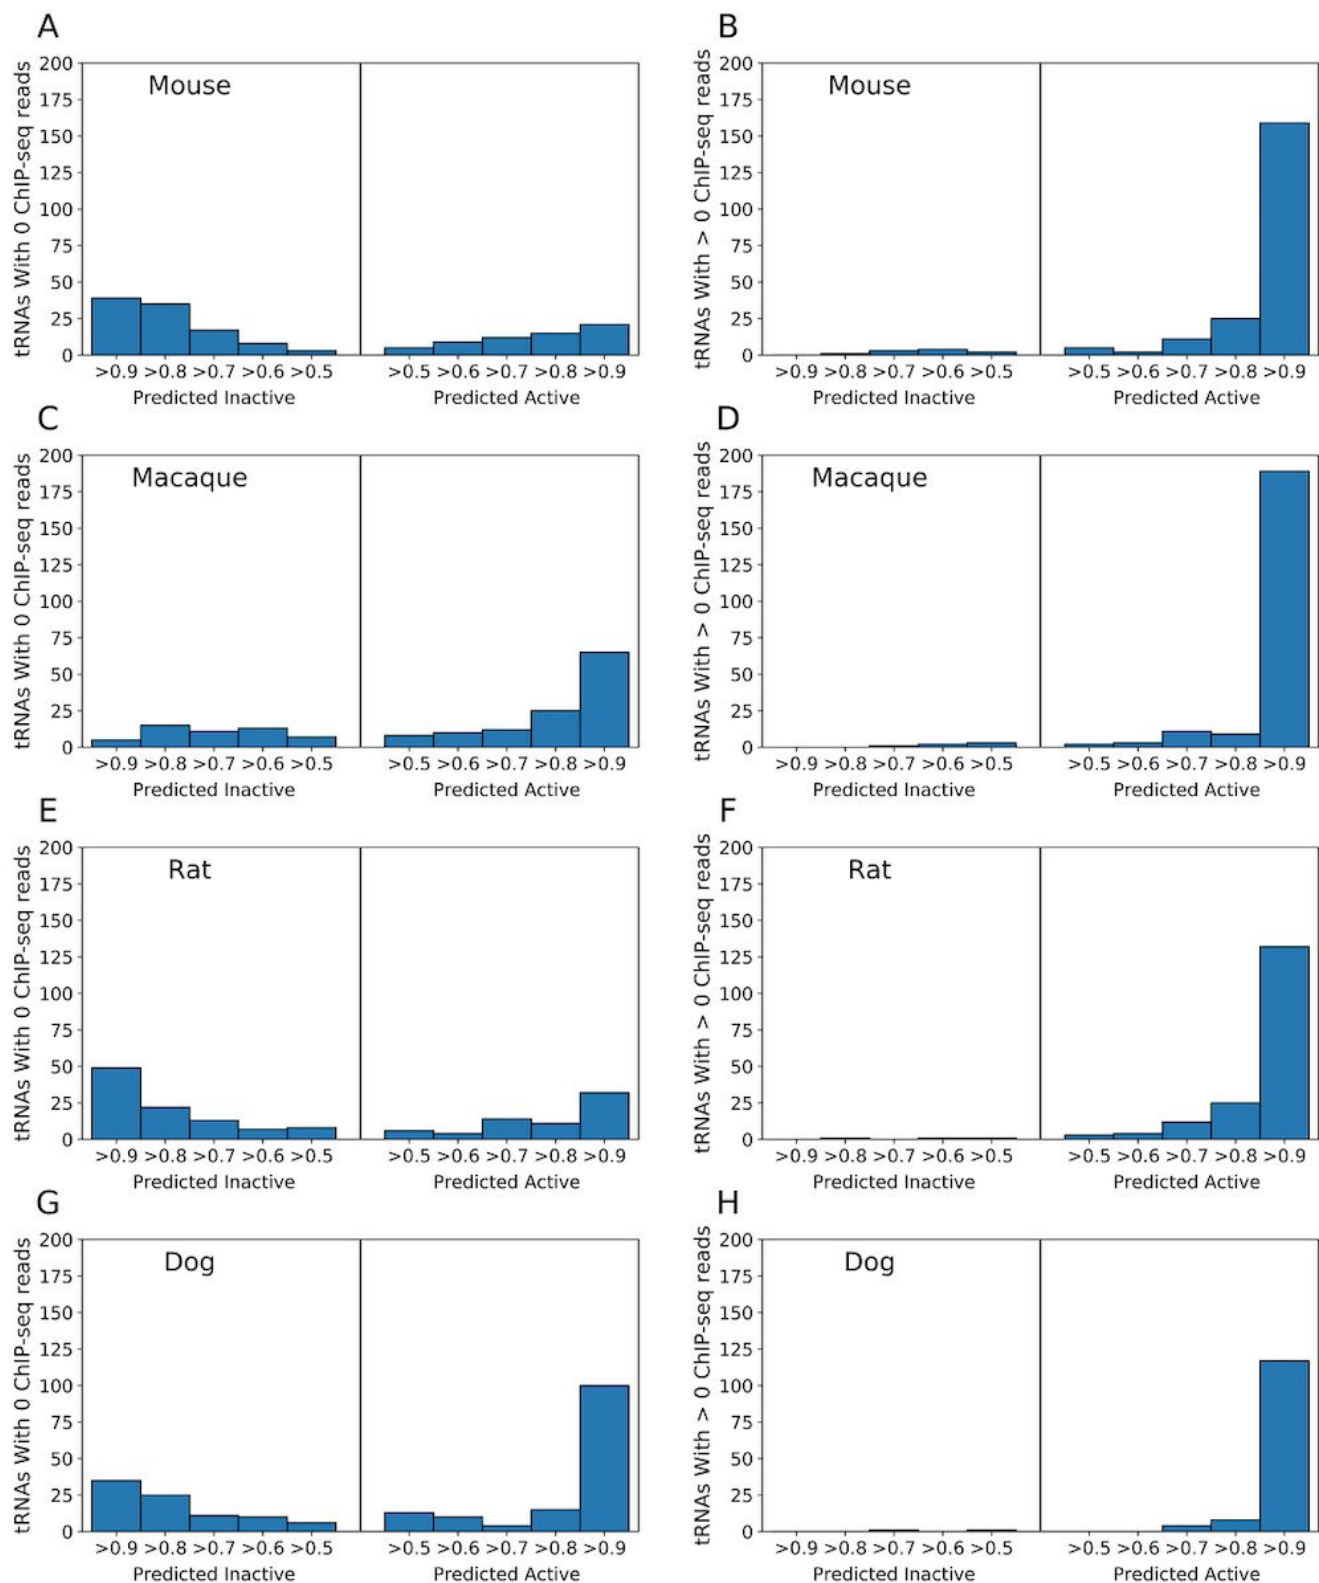 A
tRNAs With 0 ChIP-seq reads
200
175
150
125
100
75
50
25
0
Mouse
>0.9 >0.8 >0.7 >0.6 >0.5 >0.5 >0.6 >0.7 >0.8 >0.9
Predicted Inactive Predicted Active
B
tRNAs With > 0 ChIP-seq reads
200
175
150
125
100
75
50
25
0
Mouse
>0.9 >0.8 >0.7 >0.6 >0.5 >0.5 >0.6 >0.7 >0.8 >0.9
Predicted Inactive Predicted Active
C
tRNAs With 0 ChIP-seq reads
200
175
150
125
100
75
50
25
0
Macaque
>0.9 >0.8 >0.7 >0.6 >0.5 >0.5 >0.6 >0.7 >0.8 >0.9
Predicted Inactive Predicted Active
D
tRNAs With > 0 ChIP-seq reads
200
175
150
125
100
75
50
25
0
Macaque
>0.9 >0.8 >0.7 >0.6 >0.5 >0.5 >0.6 >0.7 >0.8 >0.9
Predicted Inactive Predicted Active
E
tRNAs With 0 ChIP-seq reads
200
175
150
125
100
75
50
25
0
Rat
>0.9 >0.8 >0.7 >0.6 >0.5 >0.5 >0.6 >0.7 >0.8 >0.9
Predicted Inactive Predicted Active
F
tRNAs With > 0 ChIP-seq reads
200
175
150
125
100
75
50
25
0
Rat
>0.9 >0.8 >0.7 >0.6 >0.5 >0.5 >0.6 >0.7 >0.8 >0.9
Predicted Inactive Predicted Active
G
tRNAs With 0 ChIP-seq reads
200
175
150
125
100
75
50
25
0
Dog
>0.9 >0.8 >0.7 >0.6 >0.5 >0.5 >0.6 >0.7 >0.8 >0.9
Predicted Inactive Predicted Active
H
tRNAs With > 0 ChIP-seq reads
200
175
150
125
100
75
50
25
0
Dog
>0.9 >0.8 >0.7 >0.6 >0.5 >0.5 >0.6 >0.7 >0.8 >0.9
Predicted Inactive Predicted Active